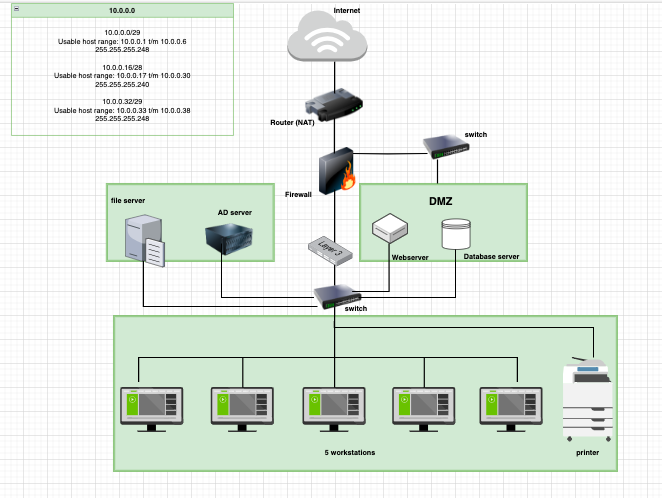 10.0.0.0
10.0.0.0/29
Usable host range: 10.0.0.1 t/m 10.0.0.6
255.255.255.248
10.0.0.16/28
Usable host range: 10.0.0.17 t/m 10.0.0.30
255.255.255.240
10.0.0.32/29
Usable host range: 10.0.0.33 t/m 10.0.0.38
255.255.255.248
Internet
Router (NAT)
switch
Firewall
file server
AD server
DMZ
Layer 3
Webserver
Database server
switch
5 workstations
printer